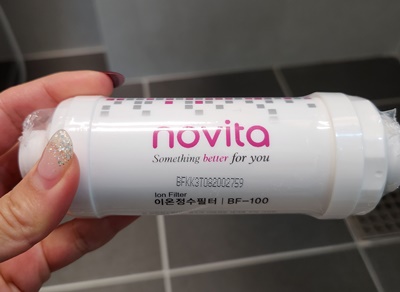 novita
Something better for you
BFKK3T082002759
Ion Filter
이온정수필터 | BF-100